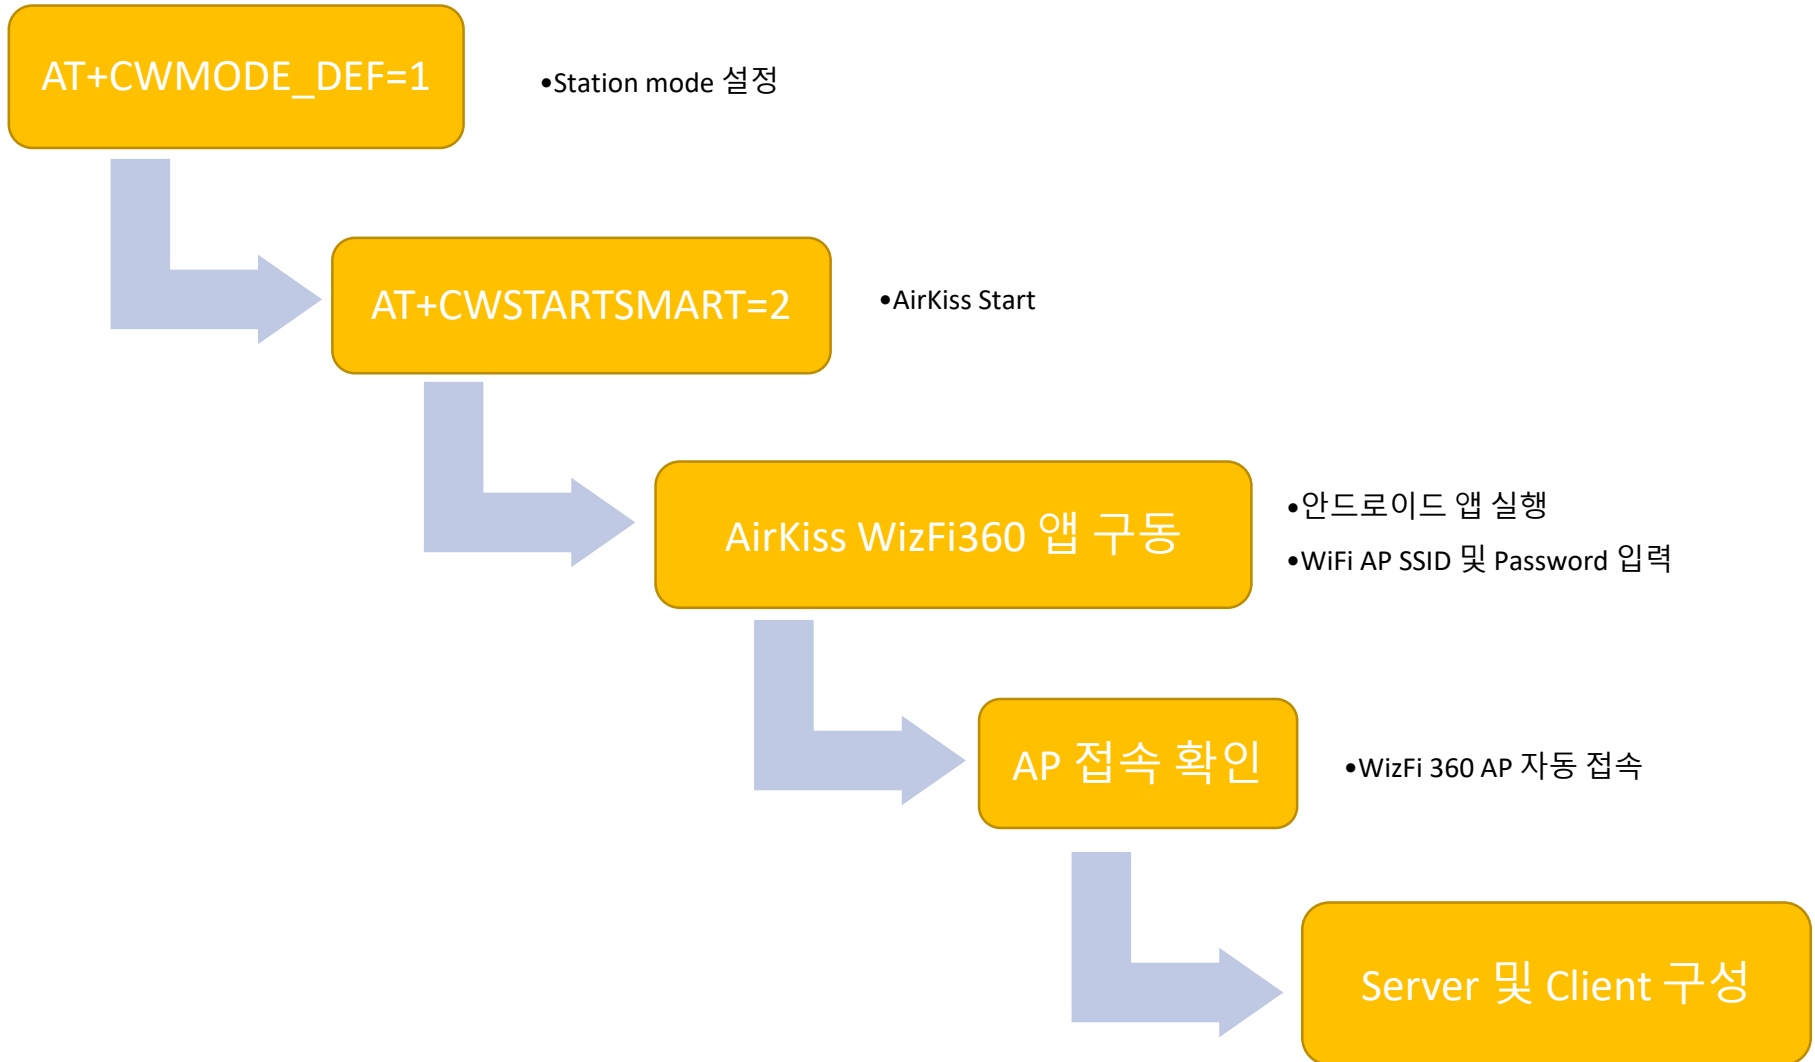 AT+CWMODE_DEF=1
•Station mode 설정
AT+CWSTARTSMART=2
•AirKiss Start
AirKiss WizFi360 앱 구동
•안드로이드 앱 실행
•WiFi AP SSID 및 Password 입력
AP 접속 확인
•WizFi 360 AP 자동 접속
Server 및 Client 구성